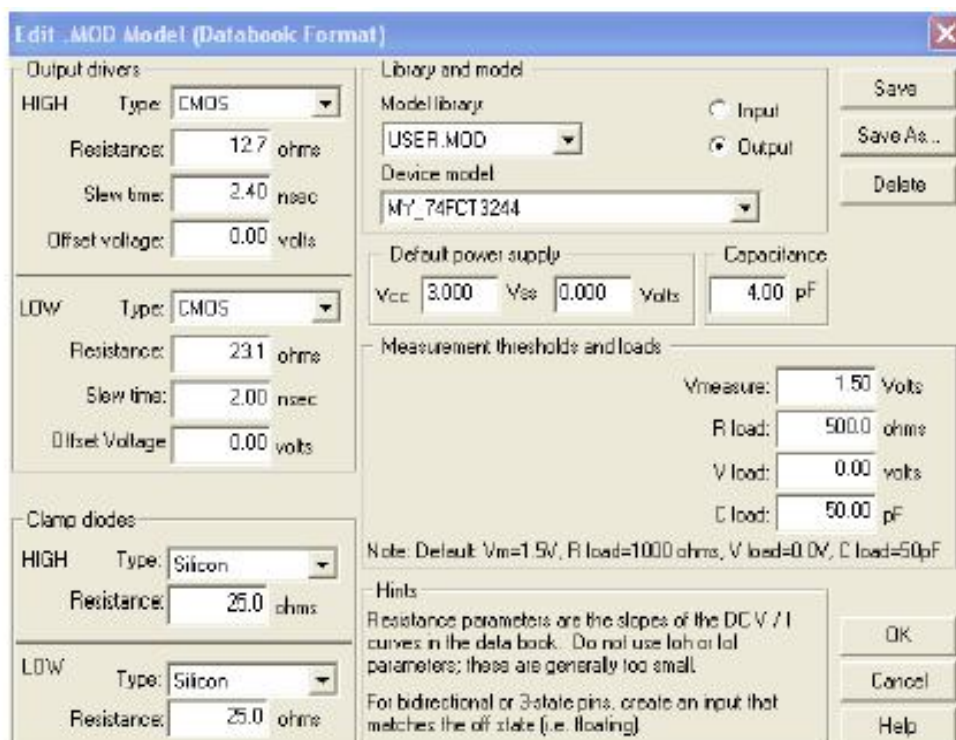 Edit .MOD Model (Databook Format)
Output drivers
HIGH Type: CMOS
Resistance: 12.7 ohms
Slew time: 2.40 nsec
Offset voltage: 0.00 volts
LOW Type: CMOS
Resistance: 23.1 ohms
Slew time: 2.00 nsec
Offset Voltage 0.00 volts
Clamp diodes
HIGH Type: Silicon
Resistance: 25.0 ohms
LOW Type: Silicon
Resistance: 25.0 ohms
Library and model
Model library:
USER.MOD
Input
Output
Device model:
MY_74FCT3244
Default power supply
Vcc 3.000 Vss 0.000 Volts
Capacitance
4.00 pF
Measurement thresholds and loads
Vmeasure: 1.50 Volts
R load: 500.0 ohms
V load: 0.00 volts
C load: 50.00 pF
Note: Default: Vm=1.5V, R load=1000 ohms, V load=0.0V, C load=50pF
Hints
Resistance parameters are the slopes of the DC V / I
curves in the data book. Do not use Ioh or Iol
parameters; these are generally too small.
For bidirectional or 3-state pins, create an input that
matches the off state (i.e. floating)
Save
Save As...
Delete
OK
Cancel
Help